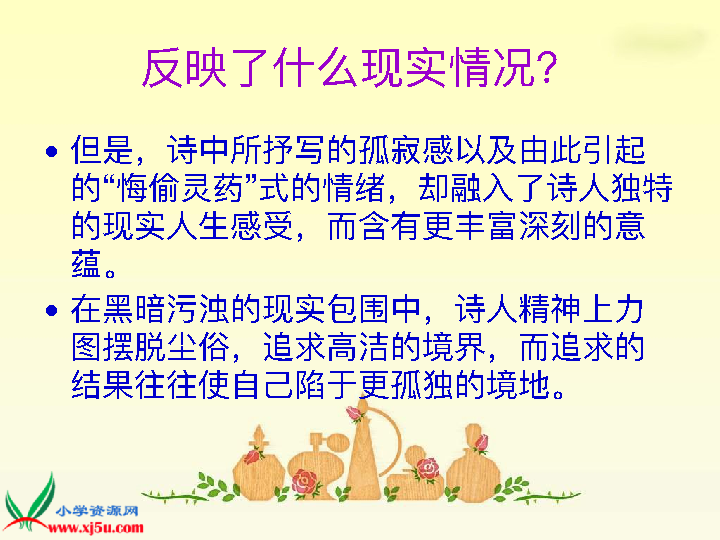 反映了什么现实情况？
• 但是，诗中所抒写的孤寂感以及由此引起
的“悔偷灵药”式的情绪，却融入了诗人独特
的现实人生感受，而含有更丰富深刻的意
蕴。
• 在黑暗污浊的现实包围中，诗人精神上力
图摆脱尘俗，追求高洁的境界，而追求的
结果往往使自己陷于更孤独的境地。
小学资源网
www.xj5u.com